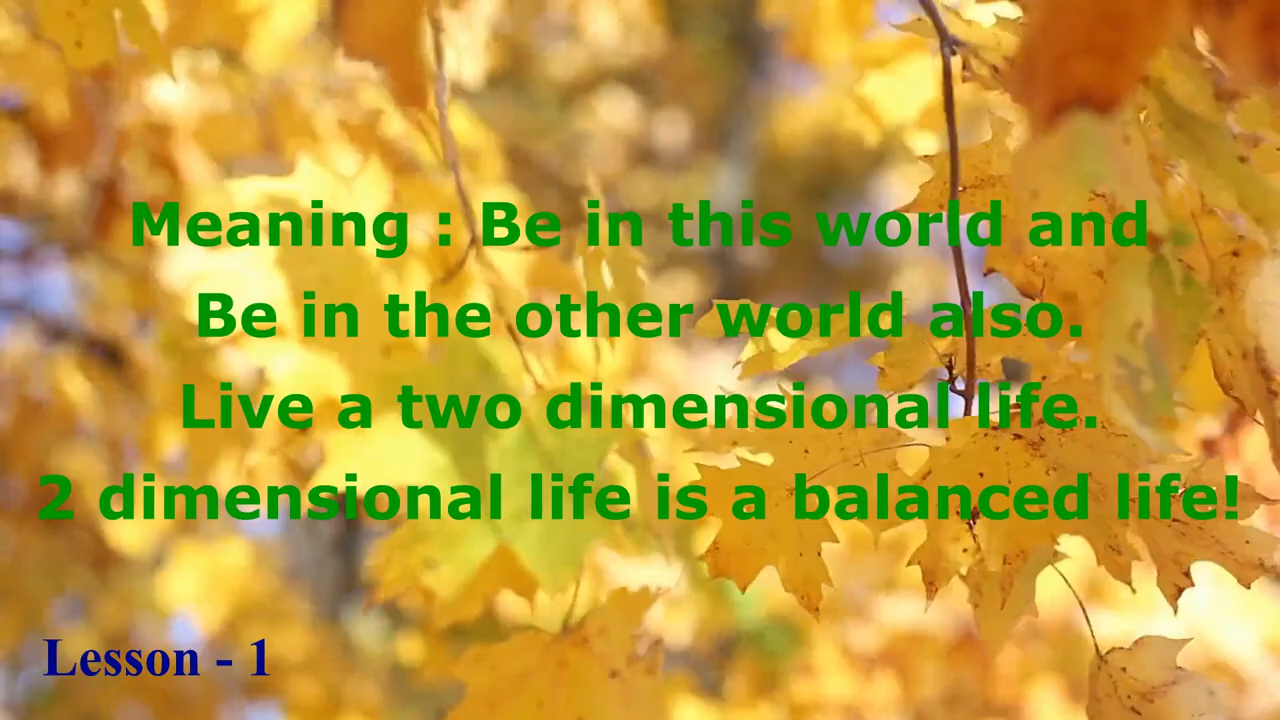 Meaning : Be in this world and
Be in the other world also.
Live a two dimensional life.
2 dimensional life is a balanced life!
Lesson - 1